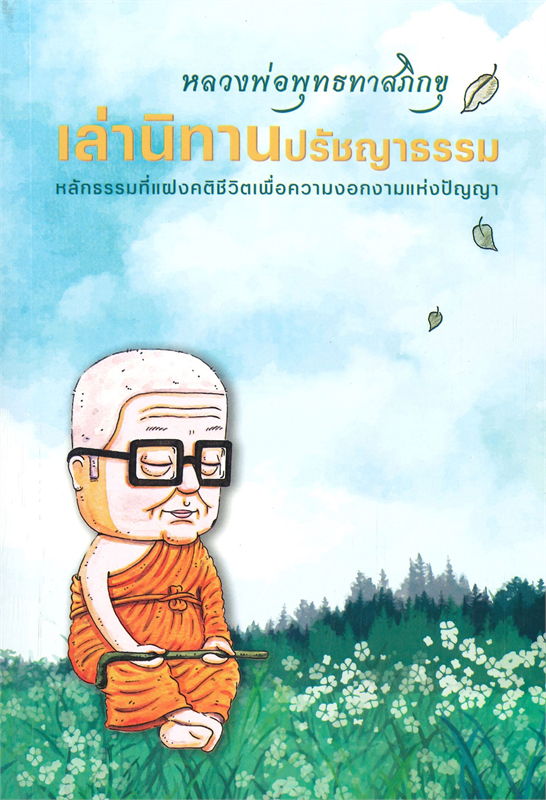 หลวงพ่อพุทธทาสภิกขุ
เล่านิทานปรัชญาธรรม
หลักธรรมที่แฝงคติชีวิตเพื่อความงอกงามแห่งปัญญา